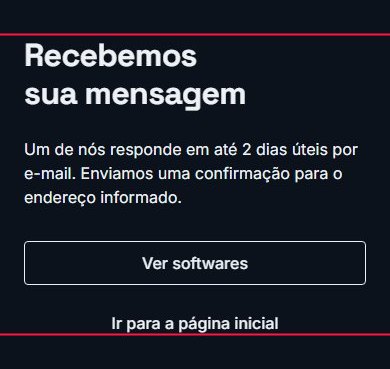 Recebemos
sua mensagem
Um de nós responde em até 2 dias úteis por
e-mail. Enviamos uma confirmação para o
endereço informado.
Ver softwares
Ir para a página inicial